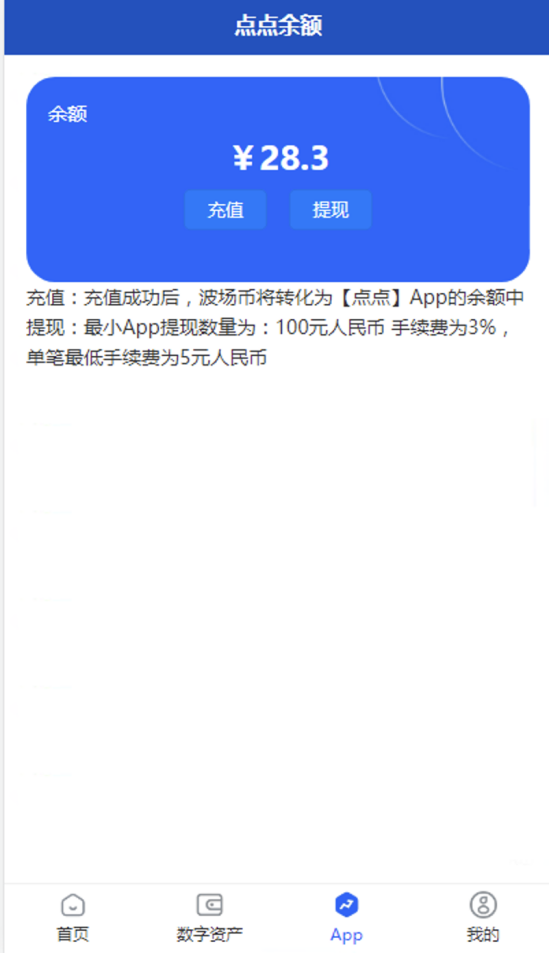 点点余额
余额
￥28.3
充值
提现
充值：充值成功后，波场币将转化为【点点】App的余额中
提现：最小App提现数量为：100元人民币 手续费为3%，
单笔最低手续费为5元人民币
首页
数字资产
App
我的